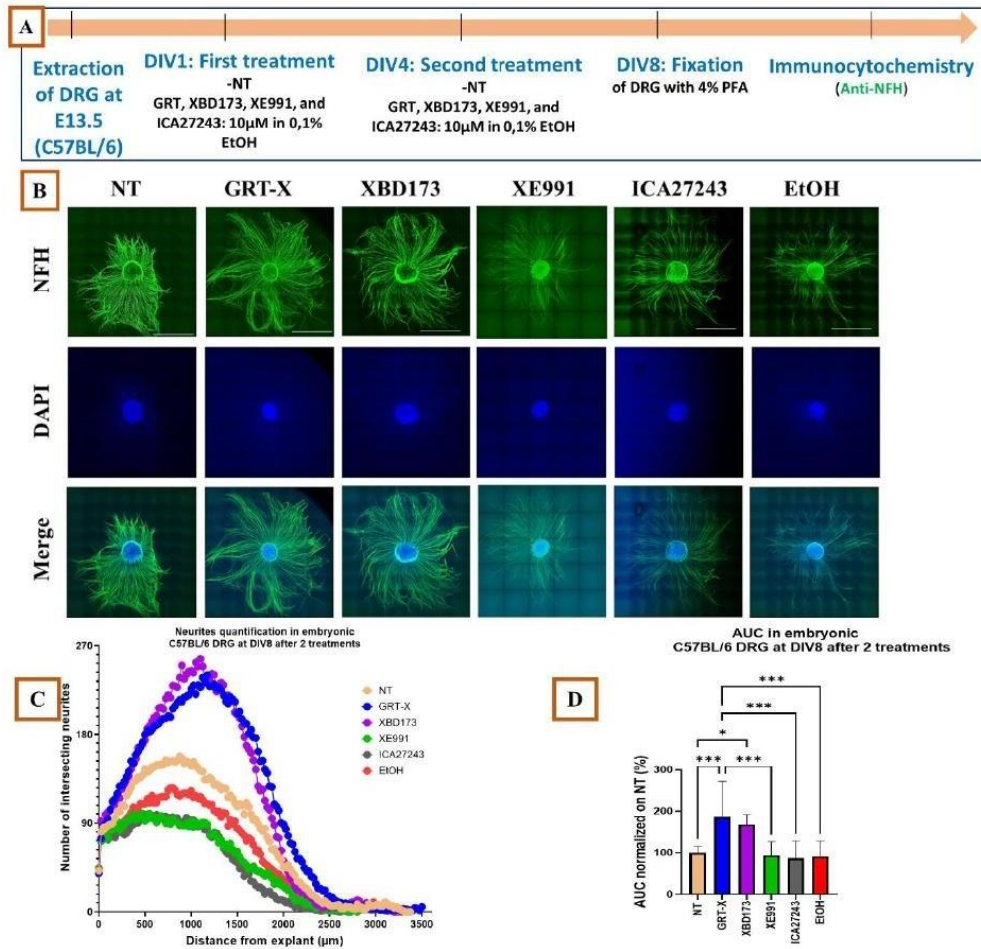 A
Extraction
of DRG at
E13.5
(C57BL/6)
DIV1: First treatment
-NT
GRT, XBD173, XE991, and
ICA27243: 10µM in 0,1%
EtOH
DIV4: Second treatment
-NT
GRT, XBD173, XE991, and
ICA27243: 10µM in 0,1% EtOH
DIV8: Fixation
of DRG with 4% PFA
Immunocytochemistry
(Anti-NFH)
B
NT GRT-X XBD173 XE991 ICA27243 EtOH
NFH
DAPI
Merge
C
Neurites quantification in embryonic
C57BL/6 DRG at DIV8 after 2 treatments
Number of intersecting neurites
270
180
90
0
0 500 1000 1500 2000 2500 3000 3500
Distance from explant (µm)
NT
GRT-X
XBD173
XE991
ICA27243
EtOH
D
AUC in embryonic
C57BL/6 DRG at DIV8 after 2 treatments
AUC normalized on NT (%)
300
200
100
0
***
***
*
*** ***
NT GRT-X XBD173 XE991 ICA27243 EtOH